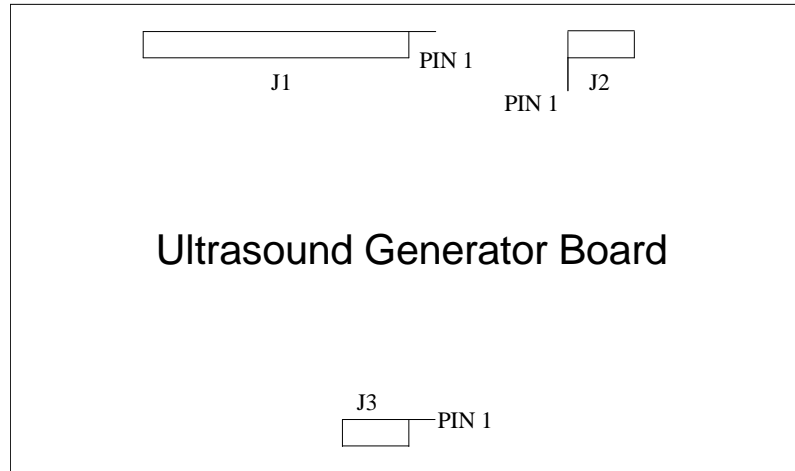 PIN 1
J1
J2
PIN 1
Ultrasound Generator Board
J3
PIN 1